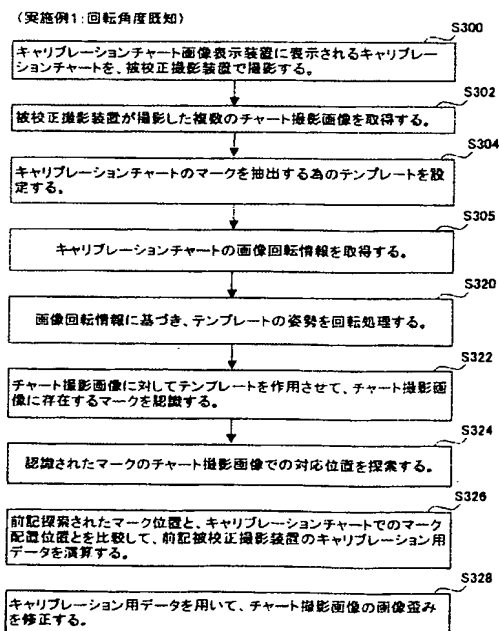 （実施例1：回転角度既知）
S300
キャリブレーションチャート画像表示装置に表示されるキャリブレ
ーションチャートを、被校正撮影装置で撮影する。
S302
被校正撮影装置が撮影した複数のチャート撮影画像を取得する。
S304
キャリブレーションチャートのマークを抽出する為のテンプレートを設
定する。
S305
キャリブレーションチャートの画像回転情報を取得する。
S320
画像回転情報に基づき、テンプレートの姿勢を回転処理する。
S322
チャート撮影画像に対してテンプレートを作用させて、チャート撮影画
像に存在するマークを認識する。
S324
認識されたマークのチャート撮影画像での対応位置を探索する。
S326
前記探索されたマーク位置と、キャリブレーションチャートでのマーク
配置位置とを比較して、前記被校正撮影装置のキャリブレーション用
データを演算する。
S328
キャリブレーション用データを用いて、チャート撮影画像の画像歪み
を修正する。